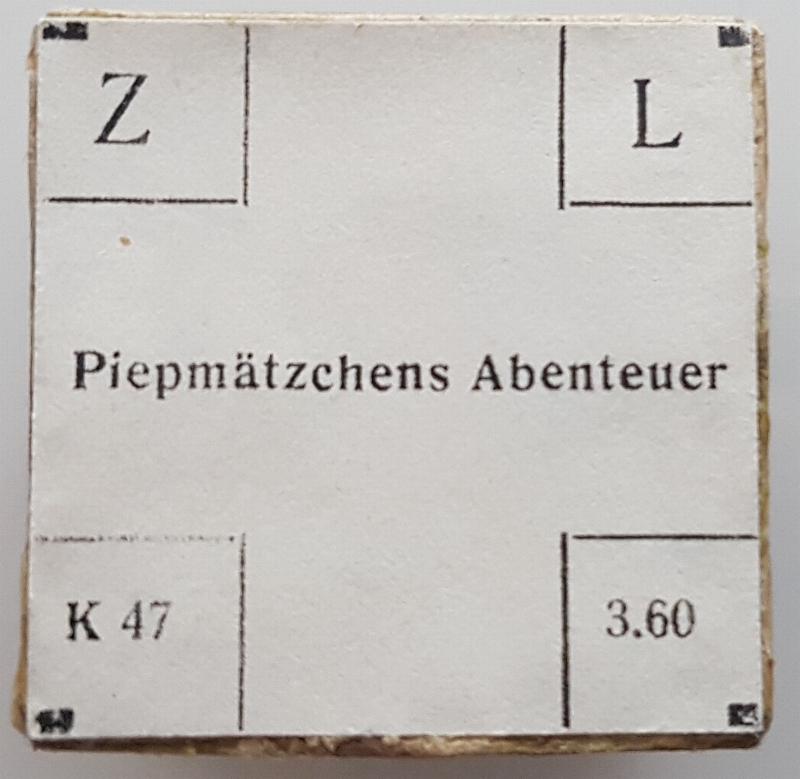 Z L
Piepmätzchens Abenteuer
K 47 3.60